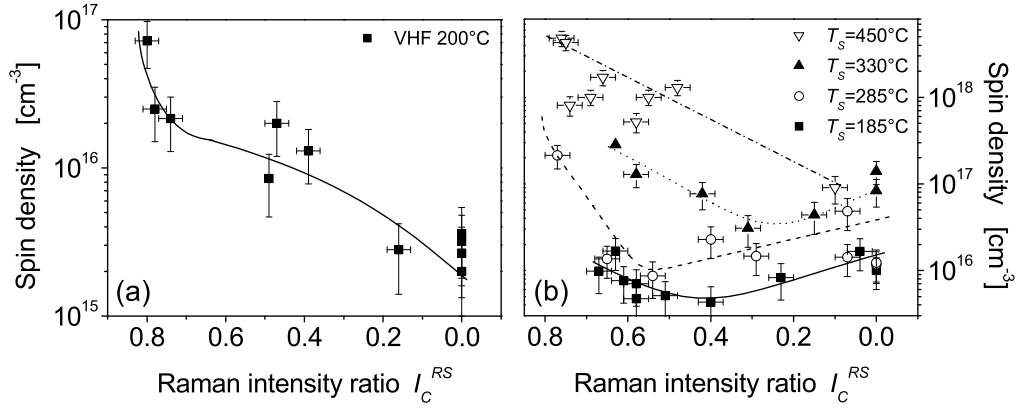 10^17
10^16
10^15
Spin density [cm^-3]
(a)
VHF 200°C
0.8 0.6 0.4 0.2 0.0
Raman intensity ratio I_C^RS
(b)
T_S=450°C
T_S=330°C
T_S=285°C
T_S=185°C
10^18
10^17
10^16
Spin density [cm^-3]
0.8 0.6 0.4 0.2 0.0
Raman intensity ratio I_C^RS